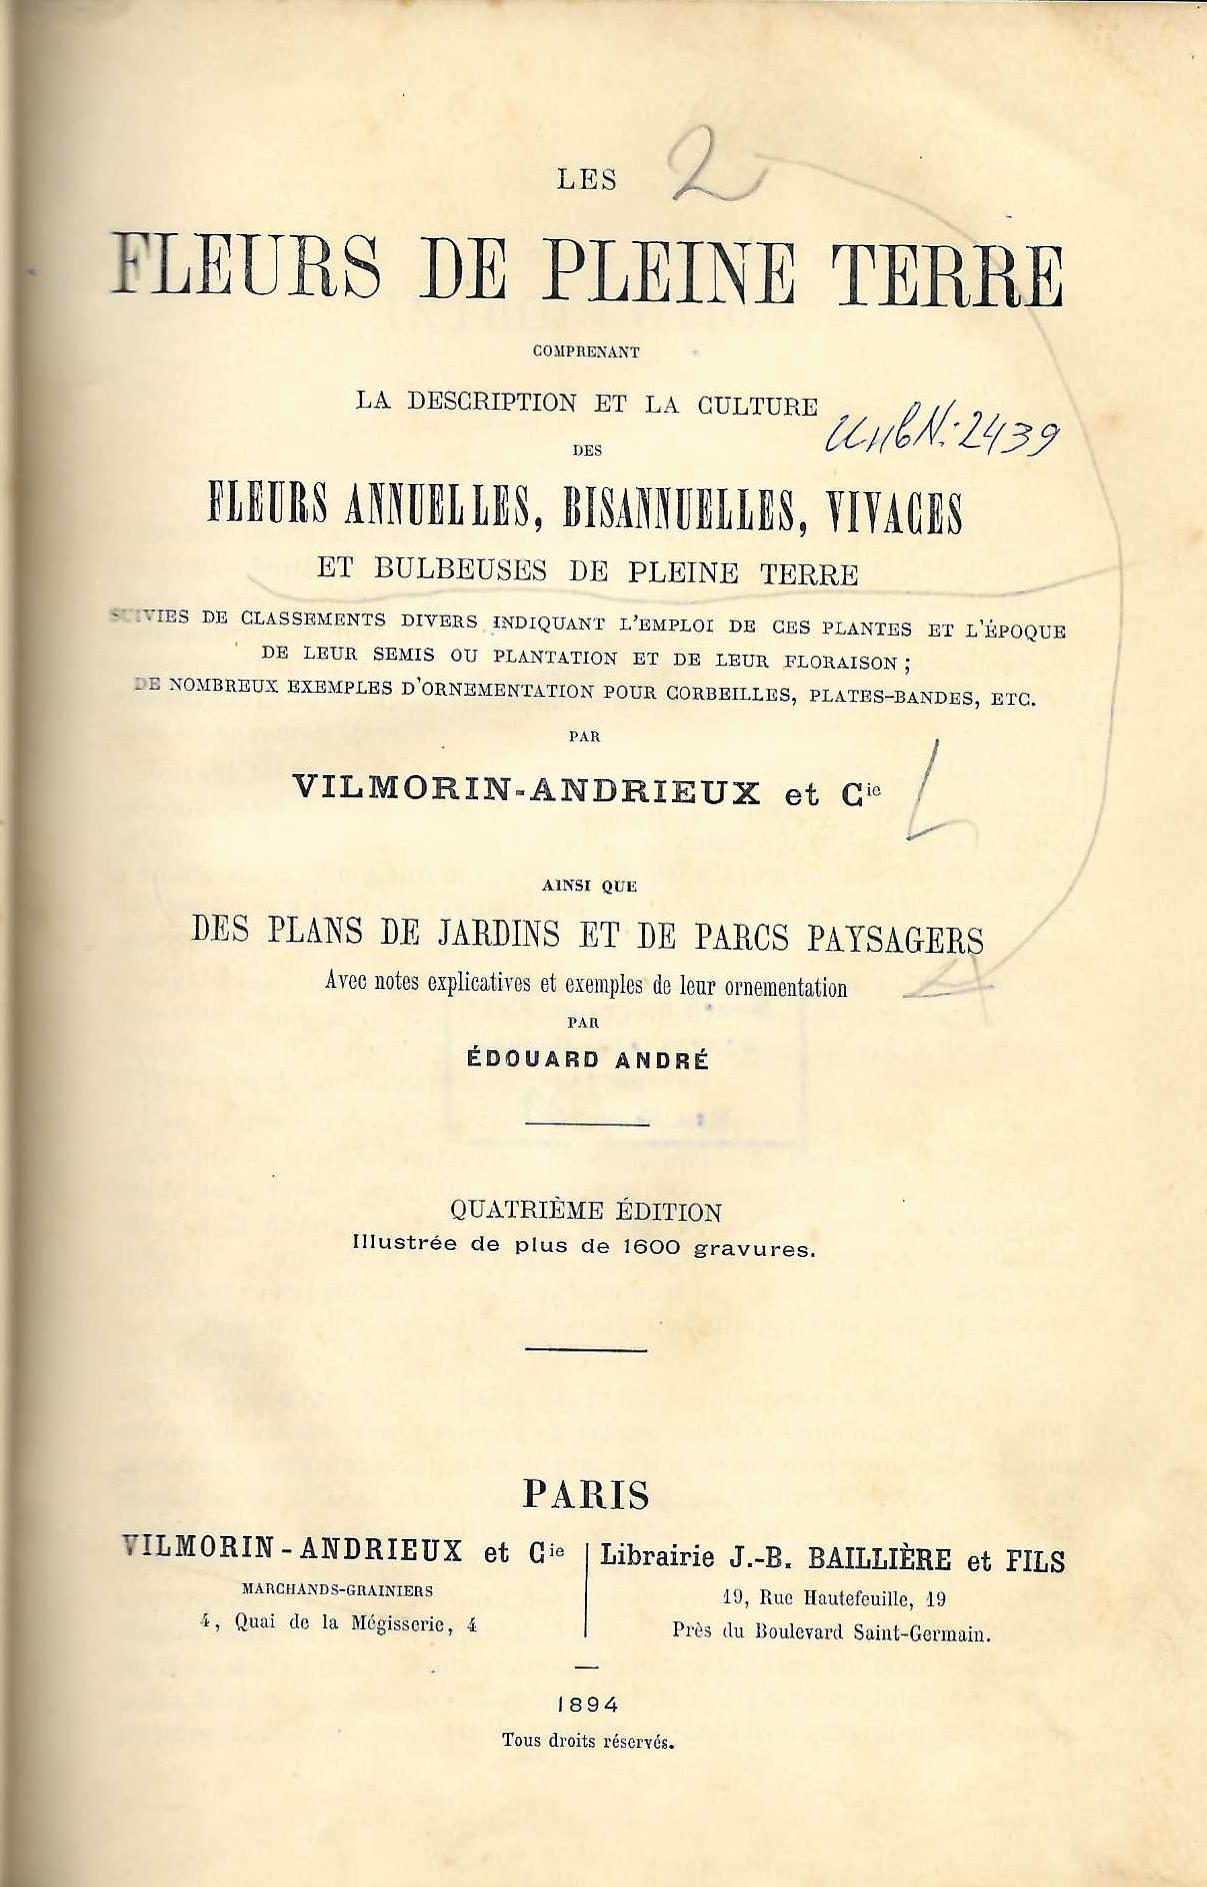 LES 2
FLEURS DE PLEINE TERRE
COMPRENANT
LA DESCRIPTION ET LA CULTURE
ИнвN: 2439
DES
FLEURS ANNUELLES, BISANNUELLES, VIVACES
ET BULBEUSES DE PLEINE TERRE
SUIVIES DE CLASSEMENTS DIVERS INDIQUANT L'EMPLOI DE CES PLANTES ET L'ÉPOQUE
DE LEUR SEMIS OU PLANTATION ET DE LEUR FLORAISON ;
DE NOMBREUX EXEMPLES D'ORNEMENTATION POUR CORBEILLES, PLATES-BANDES, ETC.
PAR
VILMORIN-ANDRIEUX et Cie
AINSI QUE
DES PLANS DE JARDINS ET DE PARCS PAYSAGERS
Avec notes explicatives et exemples de leur ornementation
PAR
ÉDOUARD ANDRÉ
QUATRIÈME ÉDITION
Illustrée de plus de 1600 gravures.
PARIS
VILMORIN-ANDRIEUX et Cie
MARCHANDS-GRAINIERS
4, Quai de la Mégisserie, 4
Librairie J.-B. BAILLIÈRE et FILS
19, Rue Hautefeuille, 19
Près du Boulevard Saint-Germain.
1894
Tous droits réservés.